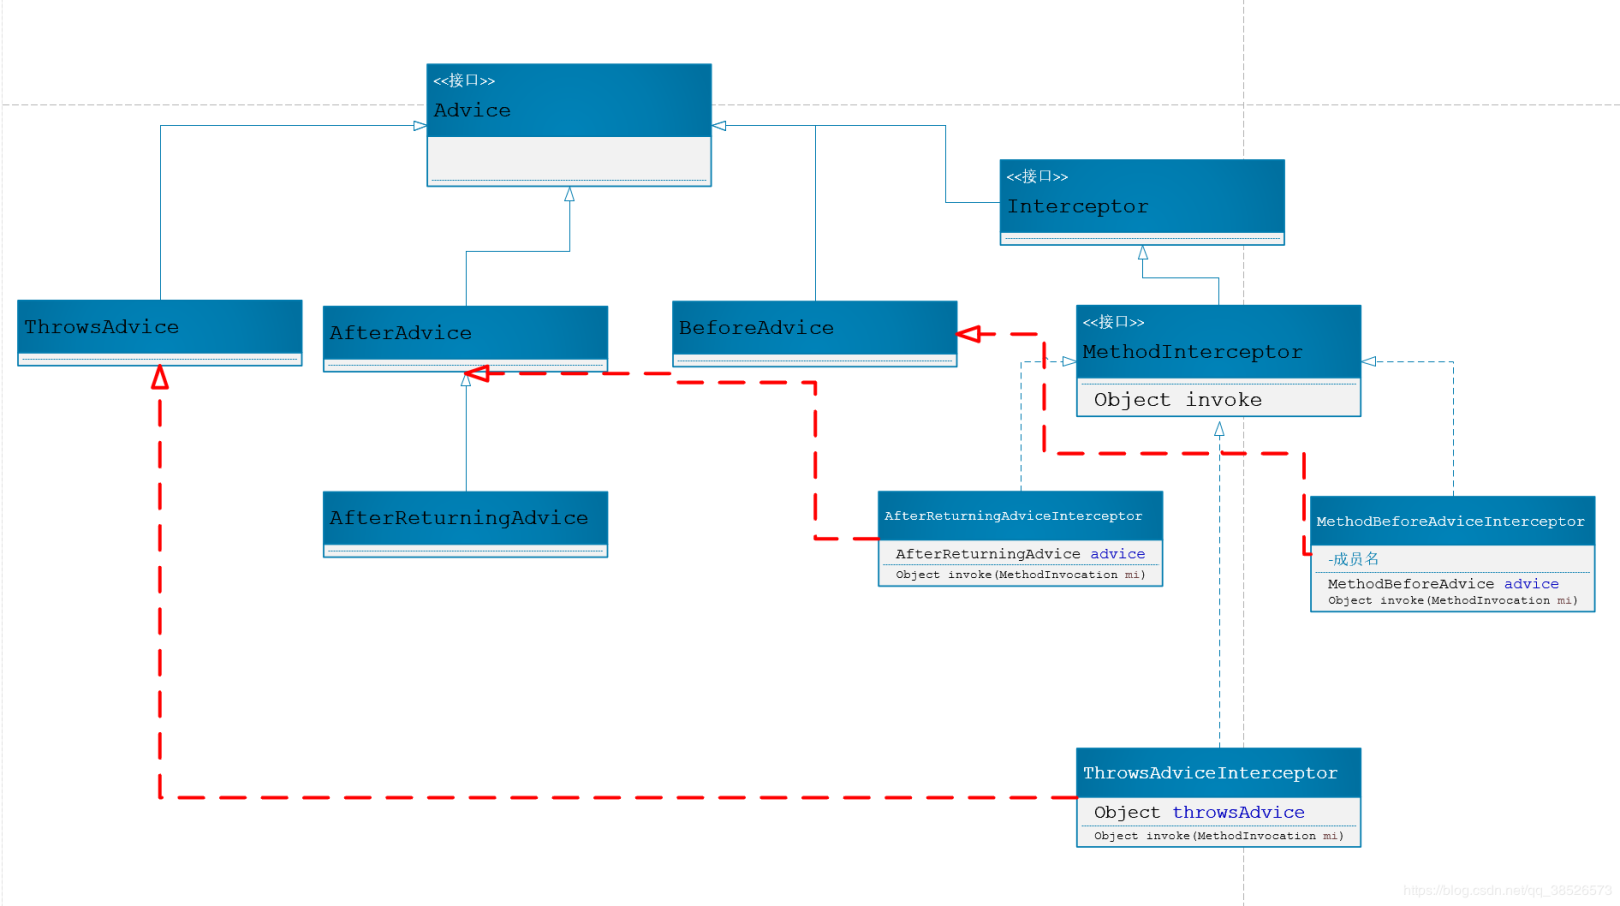 <<接口>>
Advice
<<接口>>
Interceptor
ThrowsAdvice
AfterAdvice
BeforeAdvice
<<接口>>
MethodInterceptor
Object invoke
AfterReturningAdvice
AfterReturningAdviceInterceptor
AfterReturningAdvice advice
Object invoke(MethodInvocation mi)
MethodBeforeAdviceInterceptor
-成员名
MethodBeforeAdvice advice
Object invoke(MethodInvocation mi)
ThrowsAdviceInterceptor
Object throwsAdvice
Object invoke(MethodInvocation mi)
https://blog.csdn.net/qq_38526573